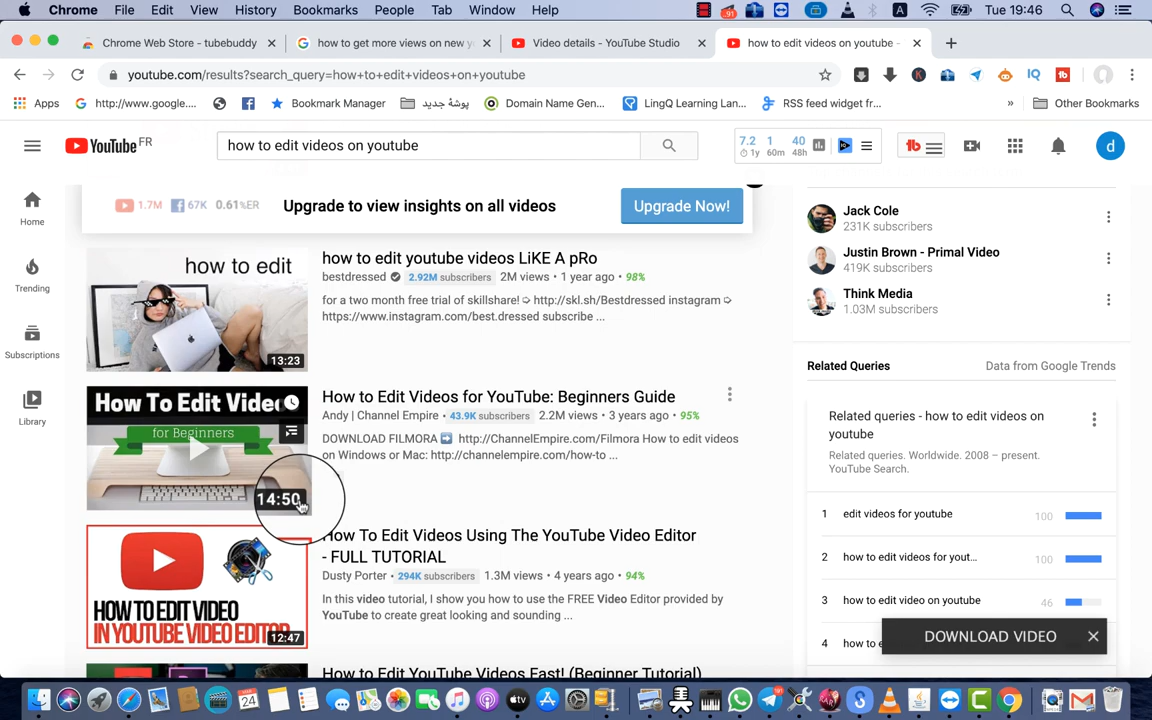 Chrome File Edit View History Bookmarks People Tab Window Help 91 A Tue 19:46
Chrome Web Store - tubebuddy
how to get more views on new y
Video details - YouTube Studio
how to edit videos on youtube -
youtube.com/results?search_query=how+to+edit+videos+on+youtube
Apps
http://www.google....
Bookmark Manager
بوشة جديد
Domain Name Gen...
LingQ Learning Lan...
RSS feed widget fr...
» Other Bookmarks
YouTube FR
how to edit videos on youtube
7.2 1 40
1y 60m 48h
tb
d
1.7M 67K 0.61%ER Upgrade to view insights on all videos Upgrade Now!
Home
Trending
Subscriptions
Library
how to edit
13:23
how to edit youtube videos LiKE A pRo
bestdressed 2.92M subscribers 2M views • 1 year ago • 98%
for a two month free trial of skillshare! ➭ http://skl.sh/Bestdressed instagram ➭
https://www.instagram.com/best.dressed subscribe ...
How To Edit Video
for Beginners
14:50
How to Edit Videos for YouTube: Beginners Guide
Andy | Channel Empire • 43.9K subscribers 2.2M views • 3 years ago • 95%
DOWNLOAD FILMORA ➡ http://ChannelEmpire.com/Filmora How to edit videos
on Windows or Mac: http://channelempire.com/how-to ...
HOW TO EDIT VIDEO
IN YOUTUBE VIDEO EDITOR
12:47
How To Edit Videos Using The YouTube Video Editor
- FULL TUTORIAL
Dusty Porter • 294K subscribers 1.3M views • 4 years ago • 94%
In this video tutorial, I show you how to use the FREE Video Editor provided by
YouTube to create great looking and sounding ...
How to Edit YouTube Videos Fast! (Beginner Tutorial)
Jack Cole
231K subscribers
Justin Brown - Primal Video
419K subscribers
Think Media
1.03M subscribers
Related Queries Data from Google Trends
Related queries - how to edit videos on
youtube
Related queries. Worldwide. 2008 – present.
YouTube Search.
1 edit videos for youtube 100
2 how to edit videos for yout... 100
3 how to edit video on youtube 46
4 how to e
DOWNLOAD VIDEO